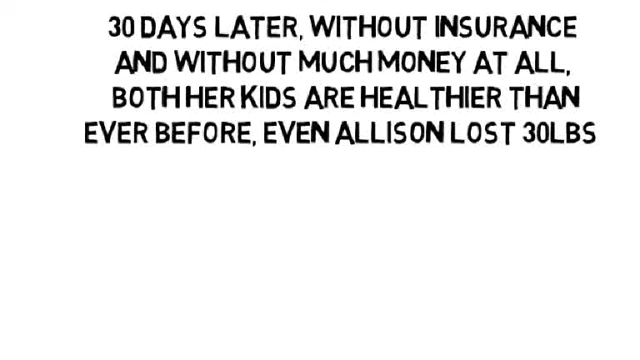 30 DAYS LATER, WITHOUT INSURANCE
AND WITHOUT MUCH MONEY AT ALL,
BOTH HER KIDS ARE HEALTHIER THAN
EVER BEFORE, EVEN ALLISON LOST 30LBS